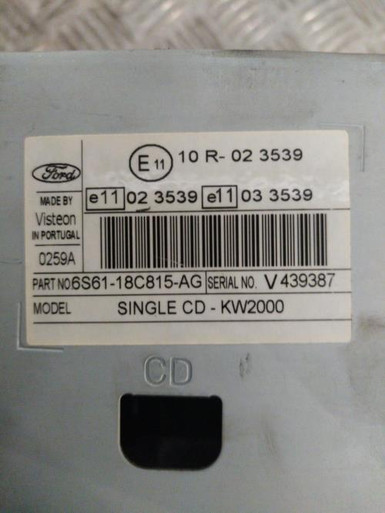 Ford
E 11 10 R- 02 3539
MADE BY
Visteon
IN PORTUGAL
e11 02 3539 e11 03 3539
0259A
PART NO. 6S61-18C815-AG SERIAL NO. V 439387
MODEL SINGLE CD - KW2000
CD